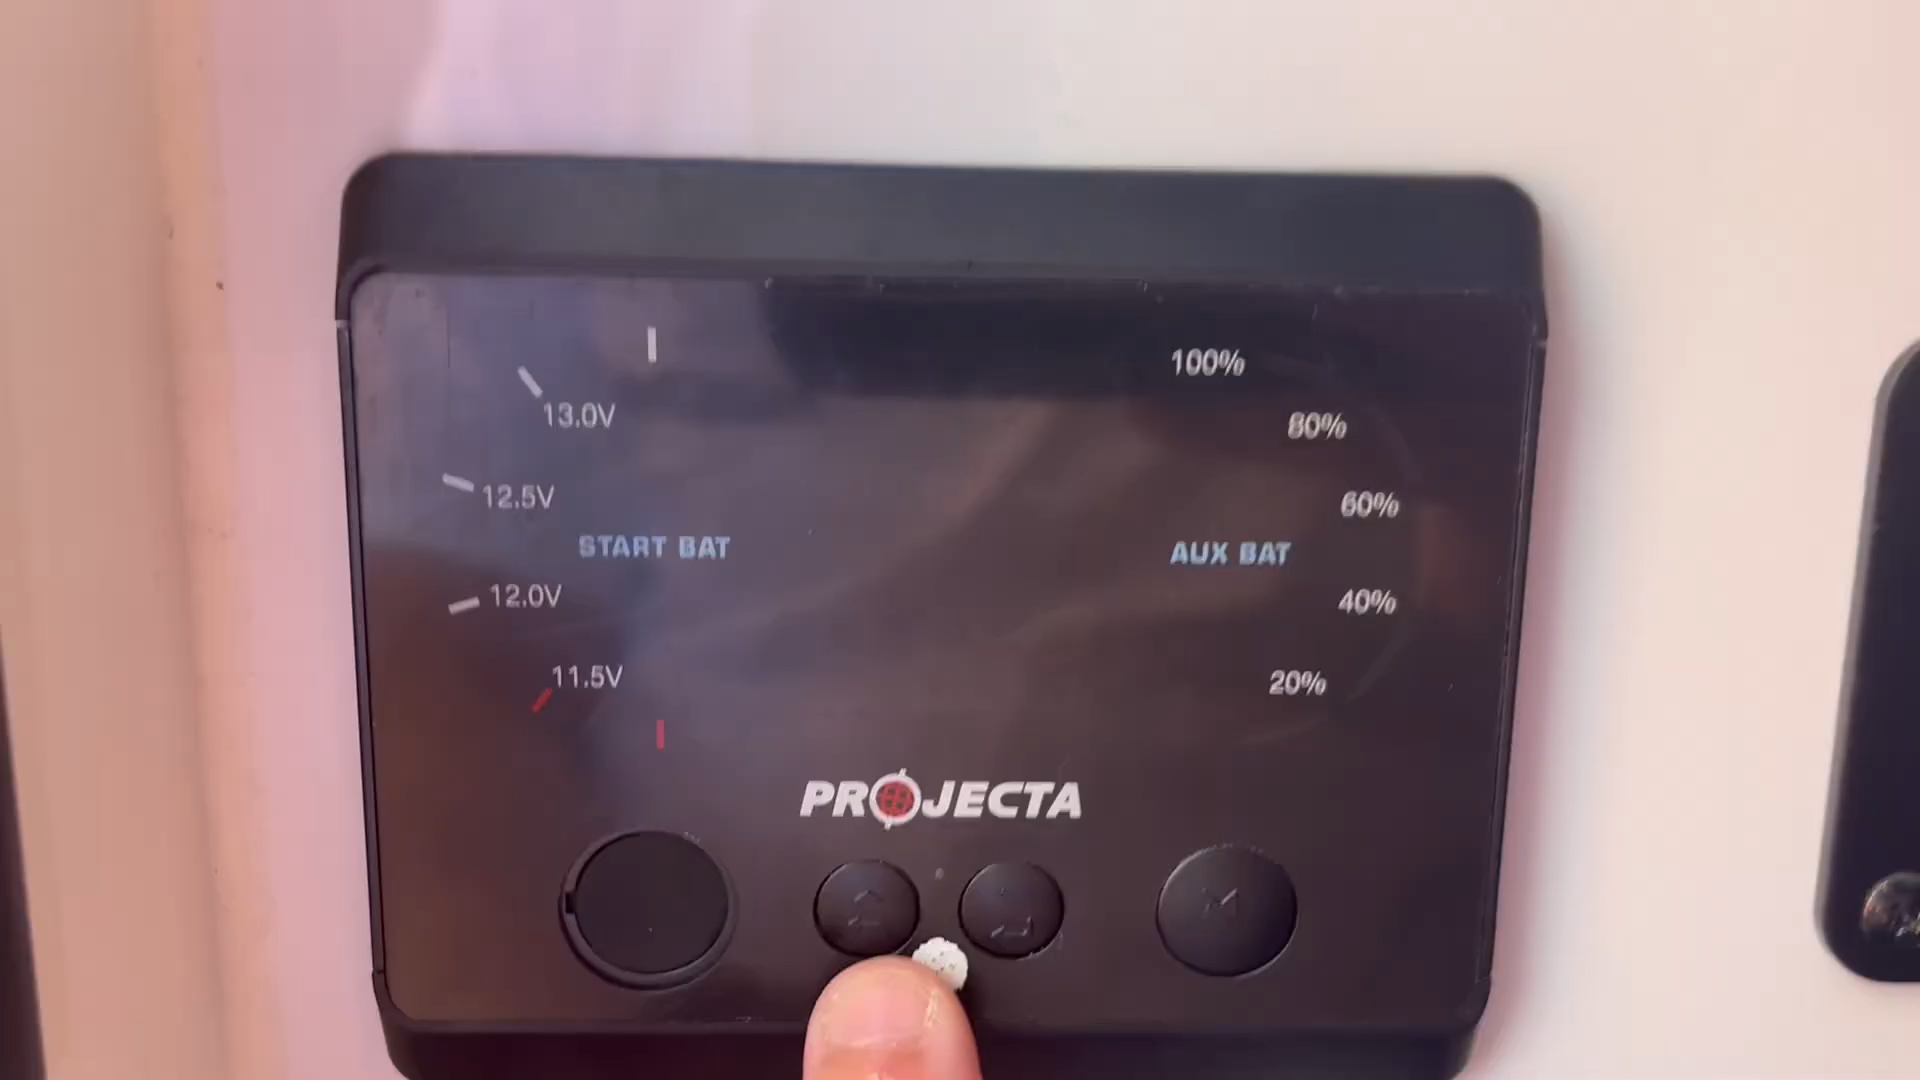 100%
13.0V
80%
12.5V
60%
START BAT
AUX BAT
12.0V
40%
11.5V
20%
PROJECTA